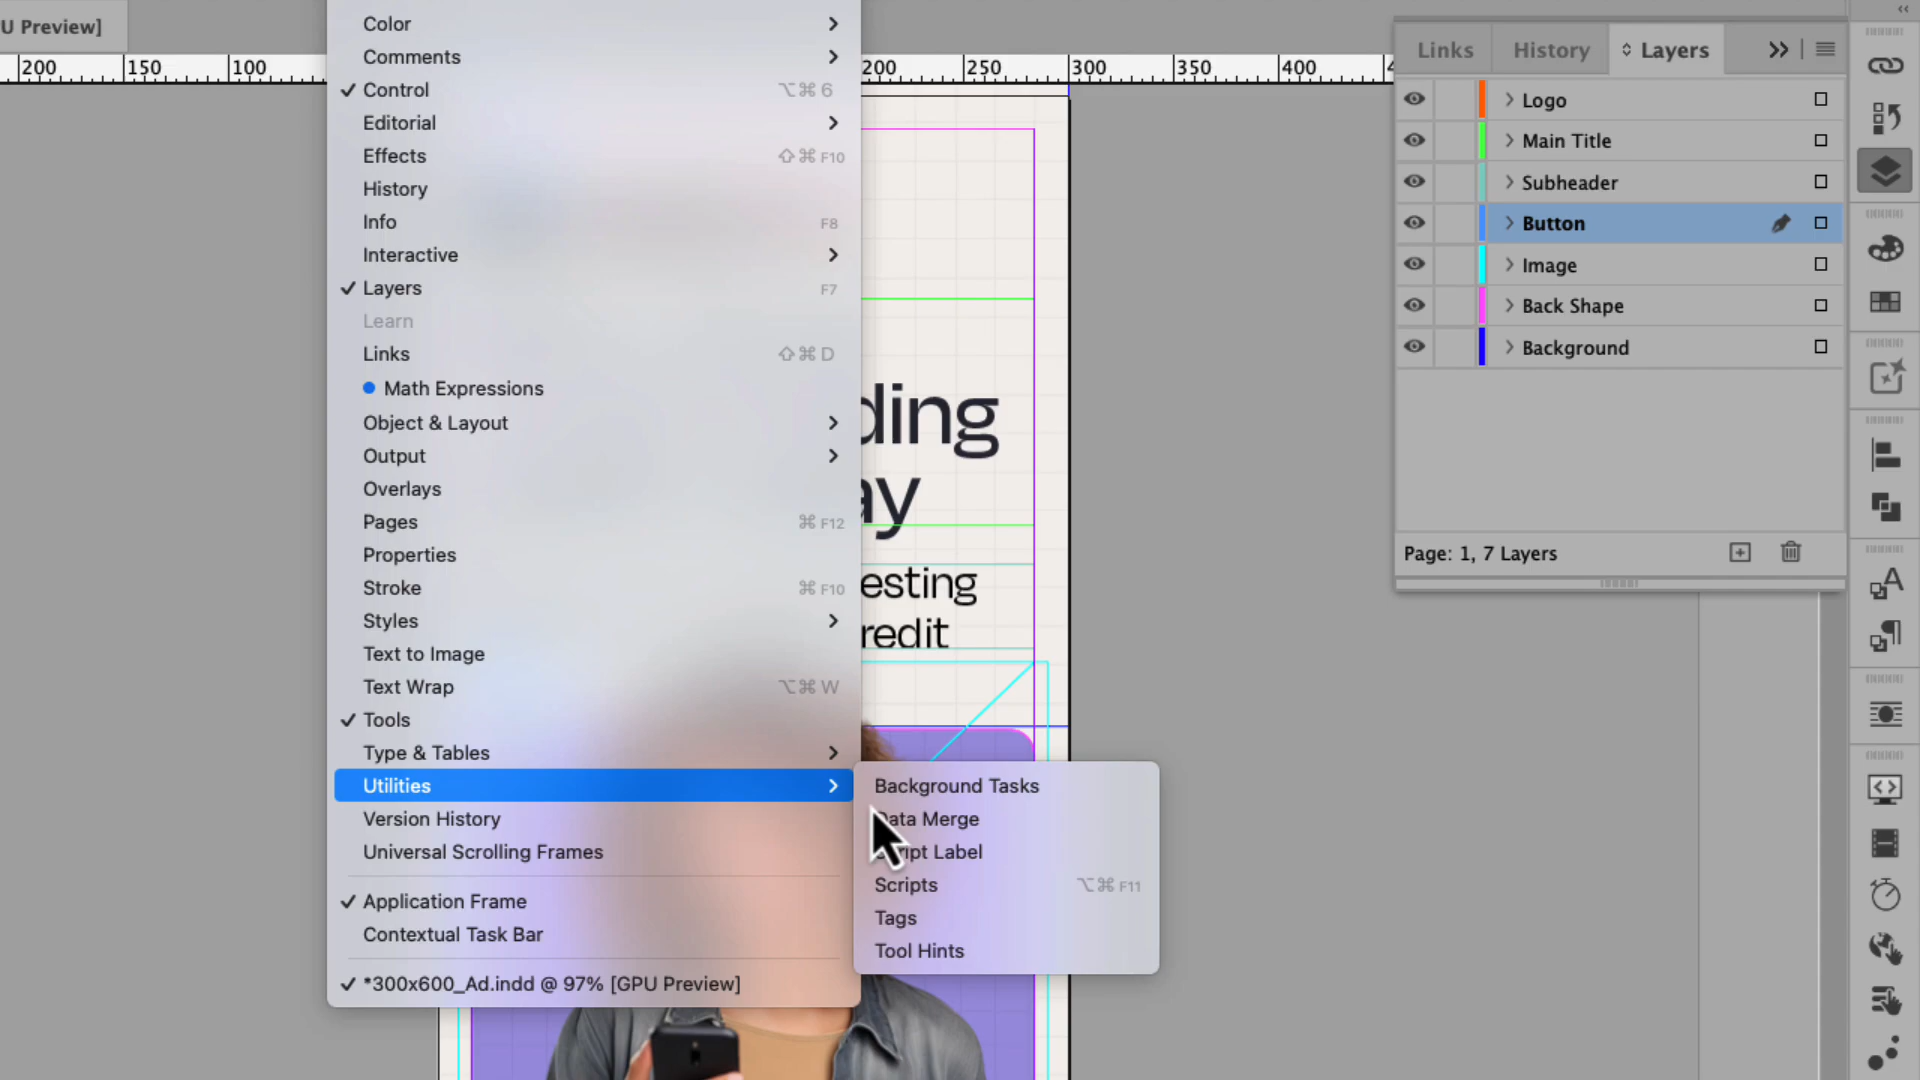 U Preview]
200 150 100 200 250 300 350 400
Color
Comments
Control ⌥⌘6
Editorial
Effects ⇧⌘F10
History
Info F8
Interactive
Layers F7
Learn
Links ⇧⌘D
Math Expressions
Object & Layout
Output
Overlays
Pages ⌘F12
Properties
Stroke ⌘F10
Styles
Text to Image
Text Wrap ⌥⌘W
Tools
Type & Tables
Utilities
Version History
Universal Scrolling Frames
Application Frame
Contextual Task Bar
*300x600_Ad.indd @ 97% [GPU Preview]
Background Tasks
ata Merge
ript Label
Scripts ⌥⌘F11
Tags
Tool Hints
ding
ay
esting
redit
Links History Layers
Logo
Main Title
Subheader
Button
Image
Back Shape
Background
Page: 1, 7 Layers